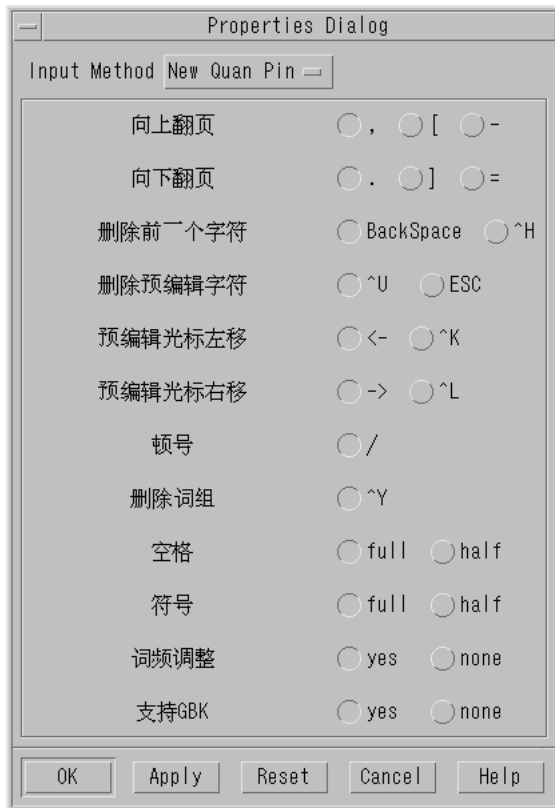 Properties Dialog
Input Method New Quan Pin
向上翻页 , [ -
向下翻页 . ] =
删除前一个字符 BackSpace ^H
删除预编辑字符 ^U ESC
预编辑光标左移 <- ^K
预编辑光标右移 -> ^L
顿号 /
删除词组 ^Y
空格 full half
符号 full half
词频调整 yes none
支持GBK yes none
OK Apply Reset Cancel Help